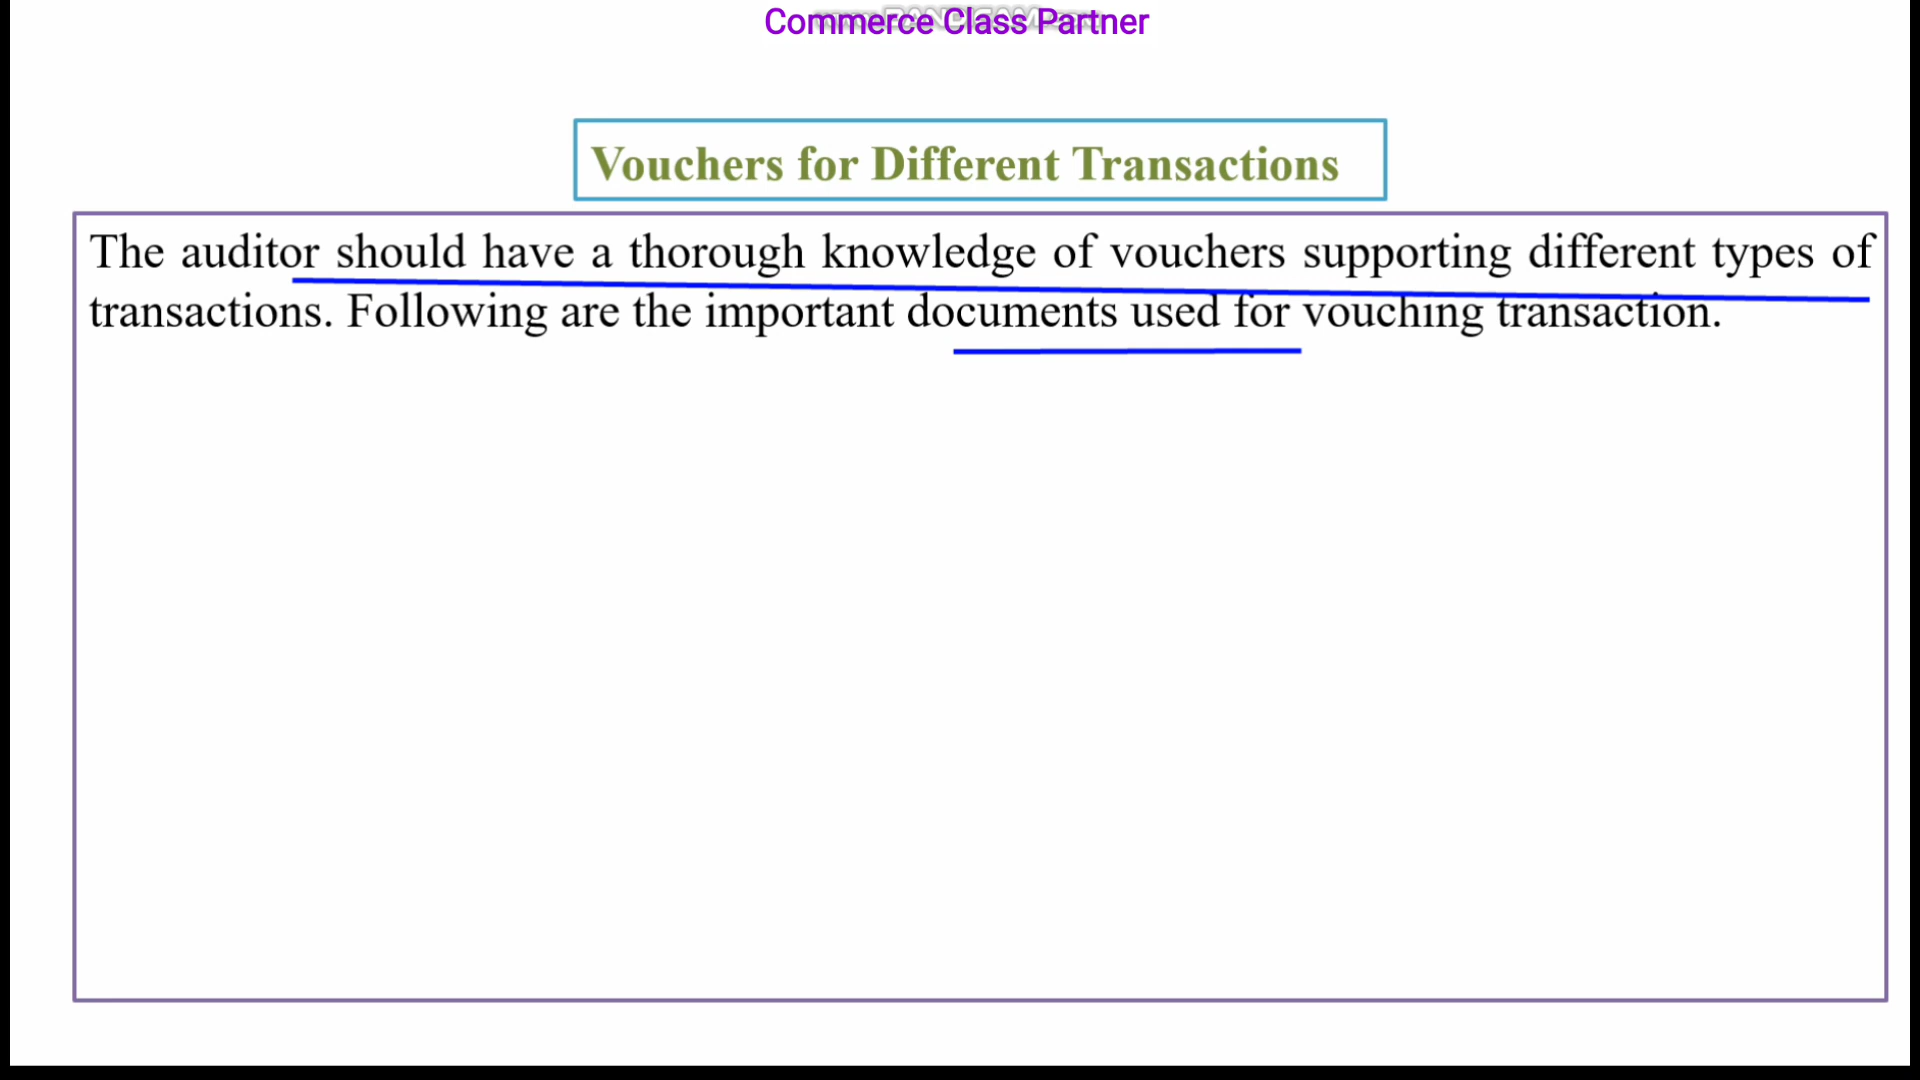 Commerce Class Partner
Vouchers for Different Transactions
The auditor should have a thorough knowledge of vouchers supporting different types of
transactions. Following are the important documents used for vouching transaction.